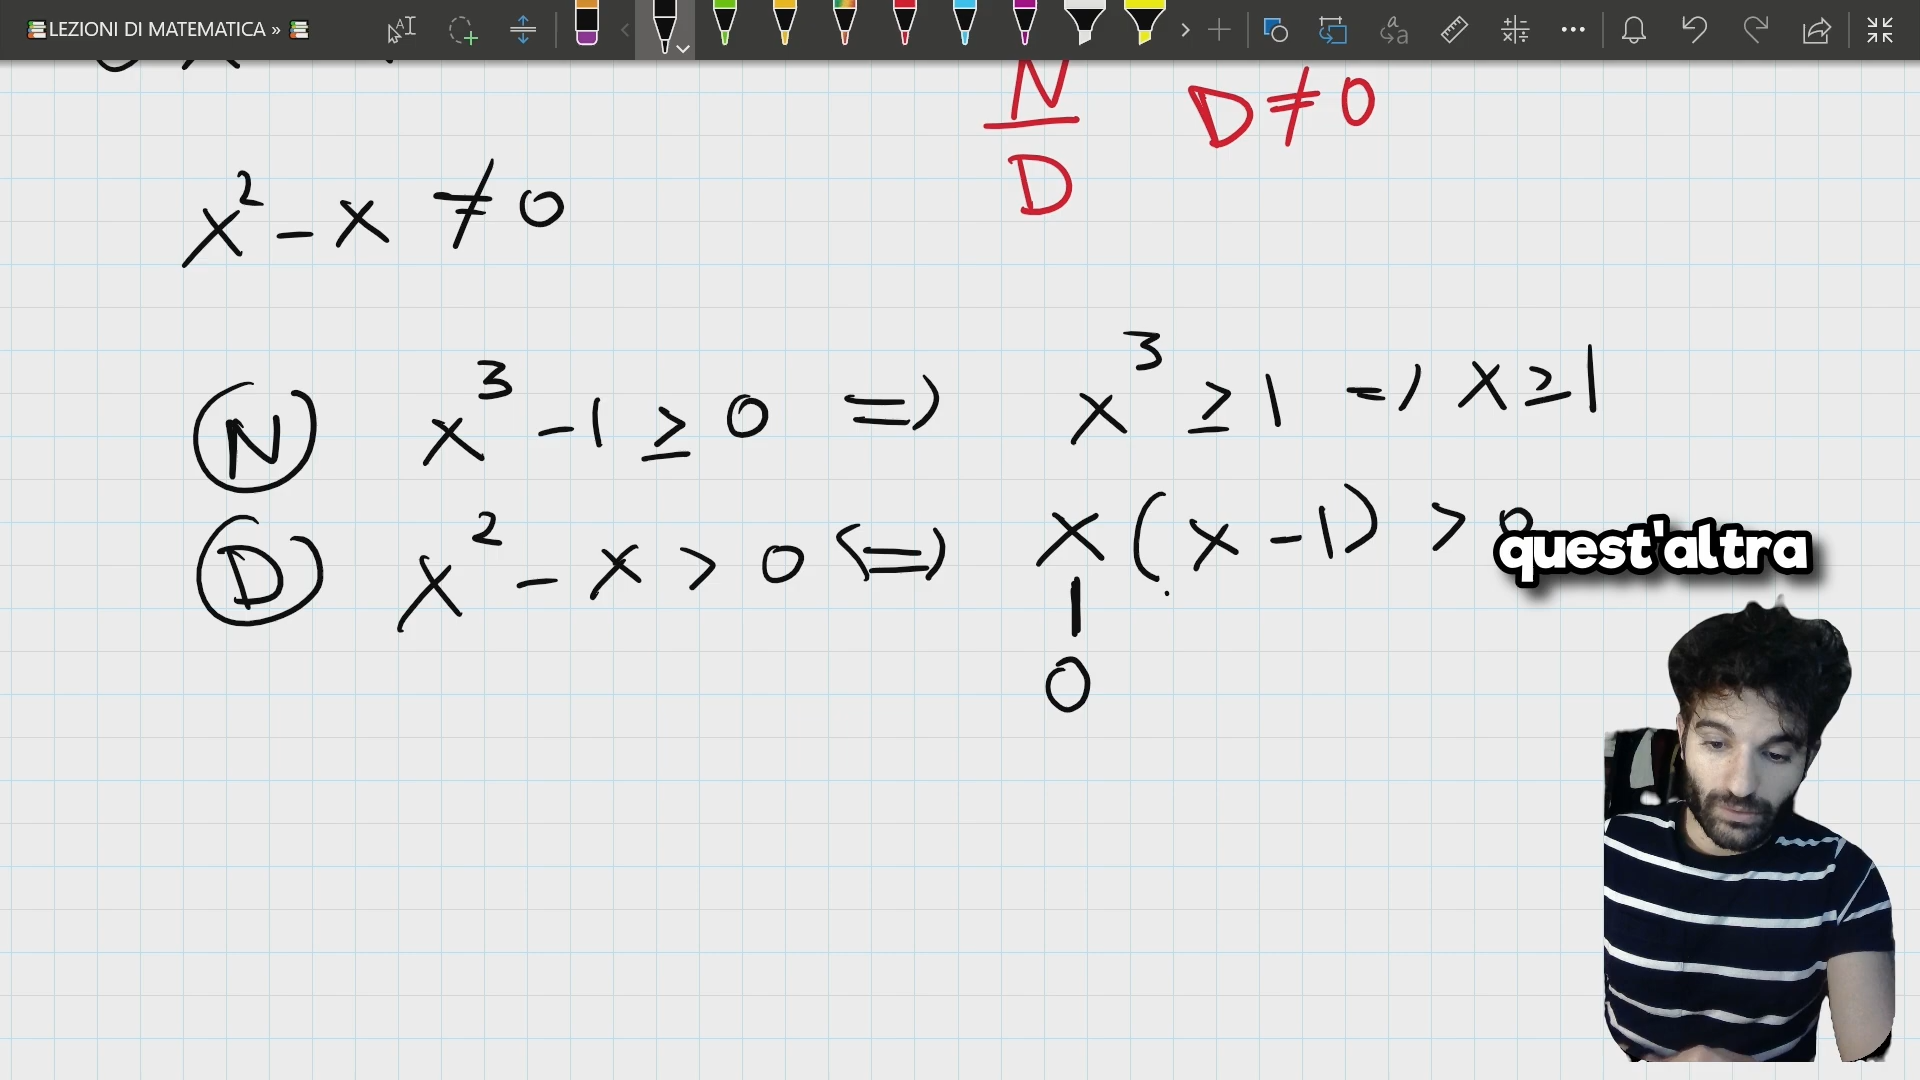 LEZIONI DI MATEMATICA »
N
D
D ≠ 0
x² - x ≠ 0
N x³ - 1 ≥ 0 => x³ ≥ 1 => x ≥ 1
D x² - x > 0 <=> x (x - 1) > 0
quest'altra
0